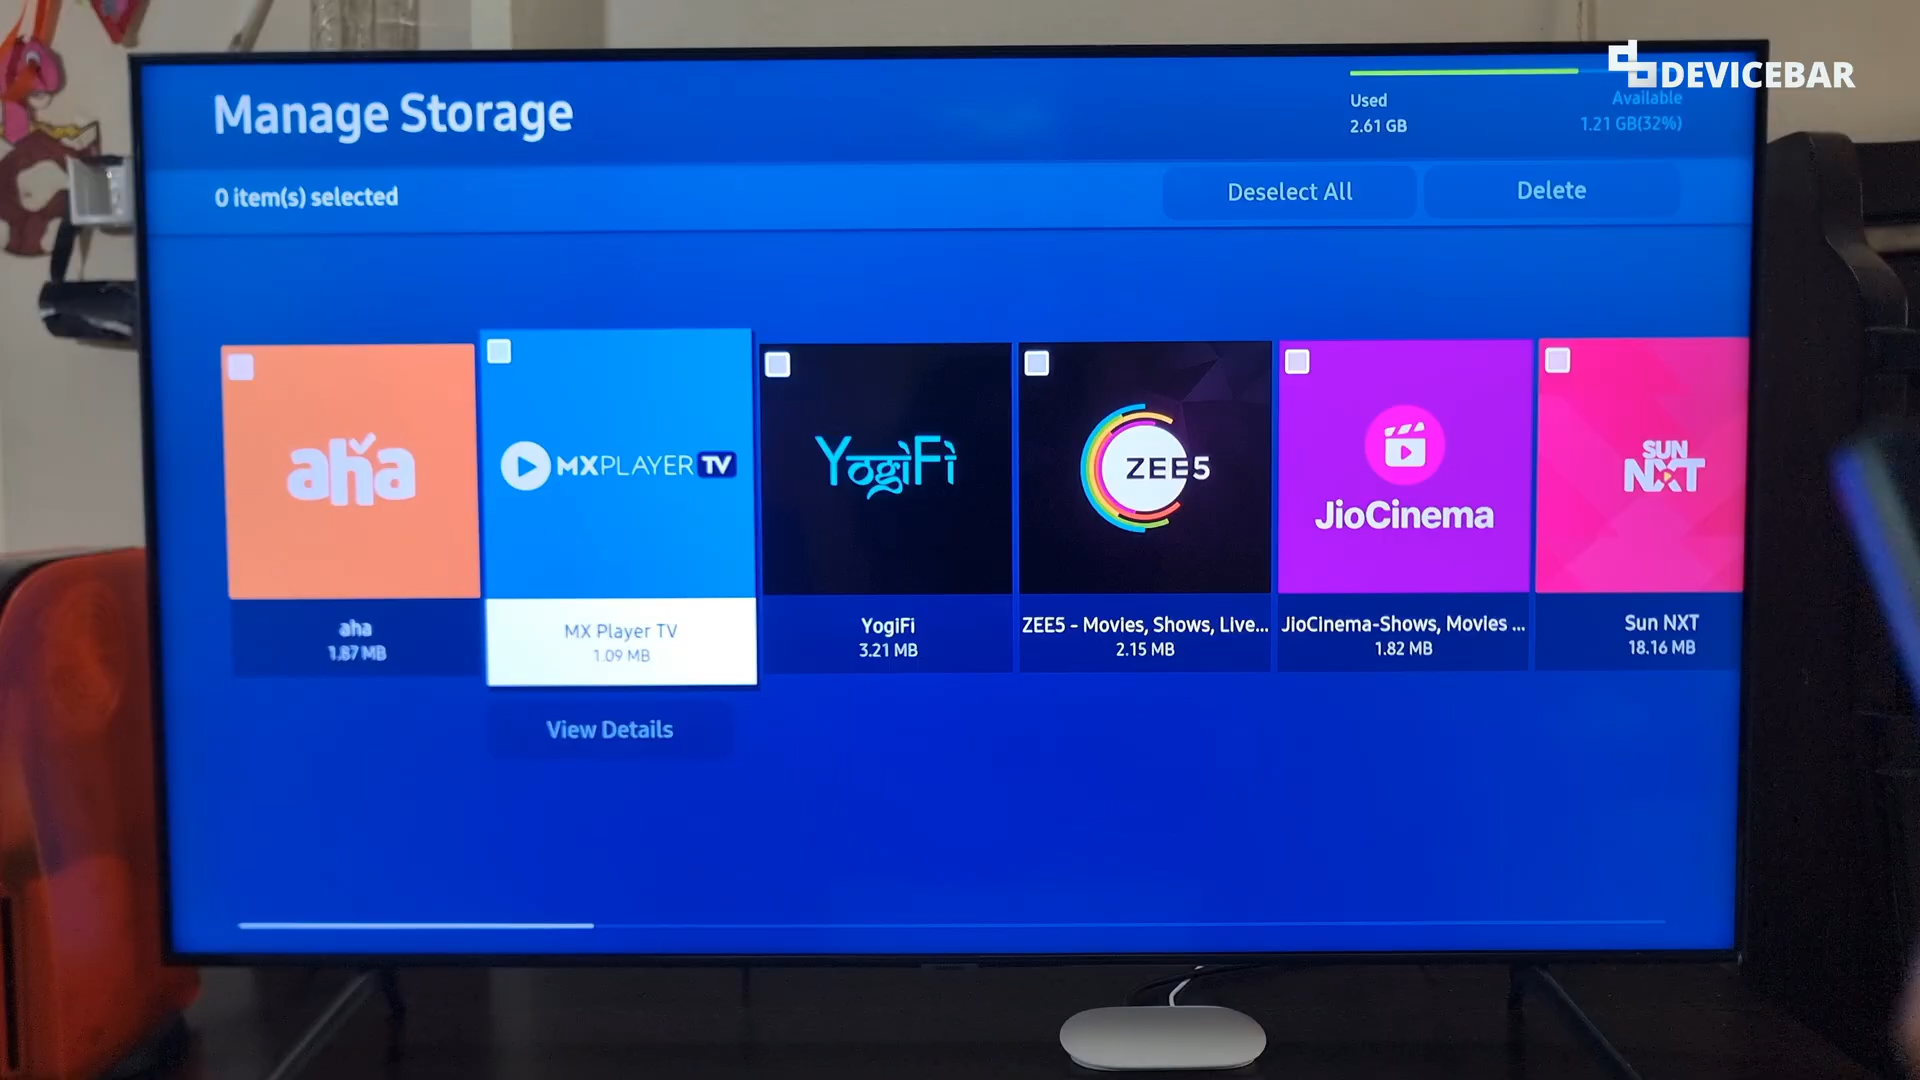 DEVICEBAR
Manage Storage
Used
2.61 GB
Available
1.21 GB(32%)
0 item(s) selected
Deselect All
Delete
aha
MXPLAYER TV
YogiFi
ZEE5
JioCinema
SUN
NXT
aha
1.87 MB
MX Player TV
1.09 MB
YogiFi
3.21 MB
ZEE5 - Movies, Shows, Live...
2.15 MB
JioCinema-Shows, Movies ...
1.82 MB
Sun NXT
18.16 MB
View Details